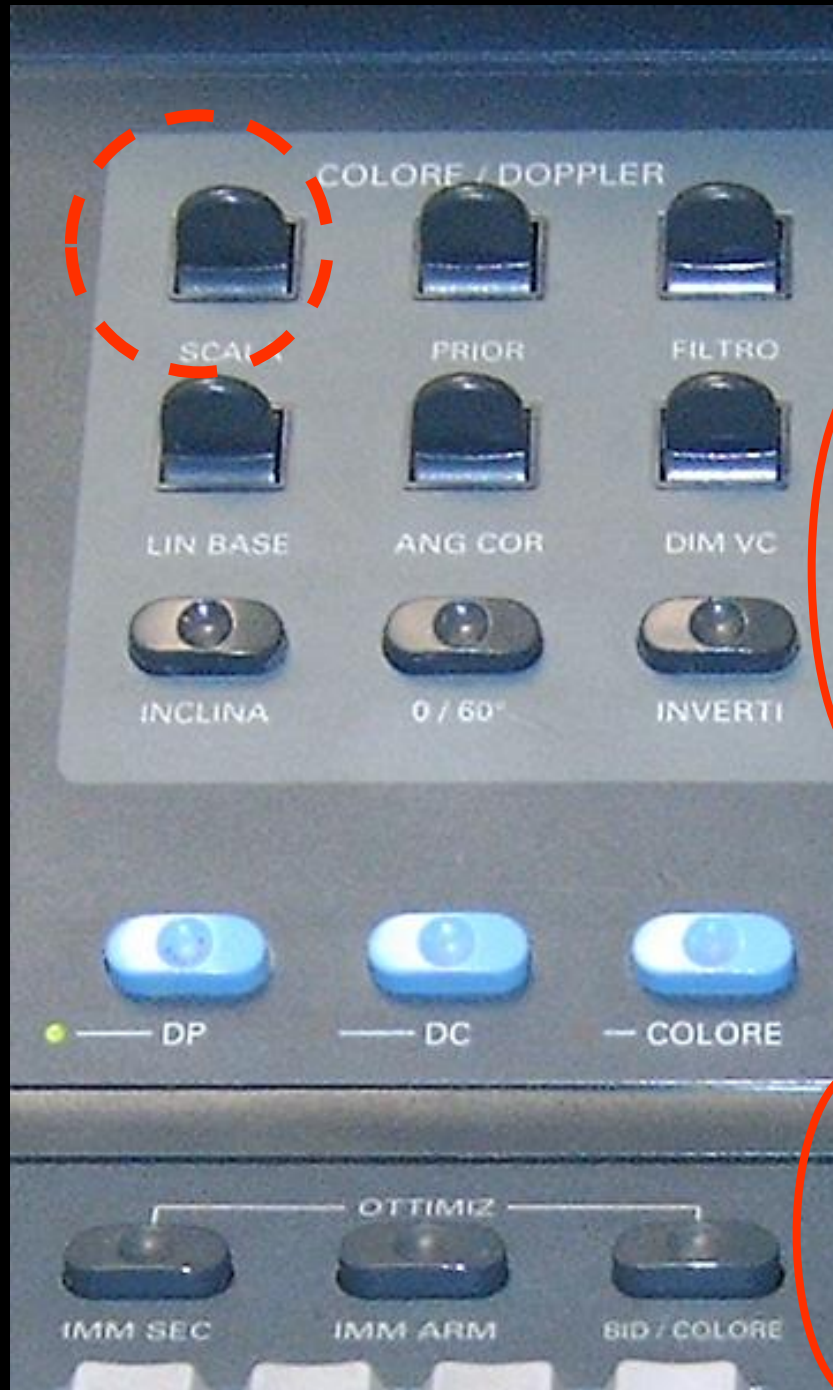 COLORE / DOPPLER
SCALA PRIOR FILTRO
LIN BASE ANG COR DIM VC
INCLINA 0 / 60° INVERTI
DP DC COLORE
OTTIMIZ
IMM SEC IMM ARM BID / COLORE